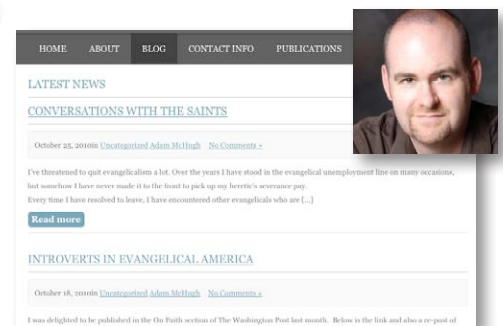 HOME ABOUT BLOG CONTACT INFO PUBLICATIONS
LATEST NEWS
CONVERSATIONS WITH THE SAINTS
October 25, 2010in Uncategorized Adam McHugh No Comments »
I've threatened to quit evangelicalism a lot. Over the years I have stood in the evangelical unemployment line on many occasions,
but somehow I have never made it to the front to pick up my heretic's severance pay.
Every time I have resolved to leave, I have encountered other evangelicals who are [...]
Read more
INTROVERTS IN EVANGELICAL AMERICA
October 18, 2010in Uncategorized Adam McHugh No Comments »
I was delighted to be published in the On Faith section of The Washington Post last month. Below is the link and also a re-post of